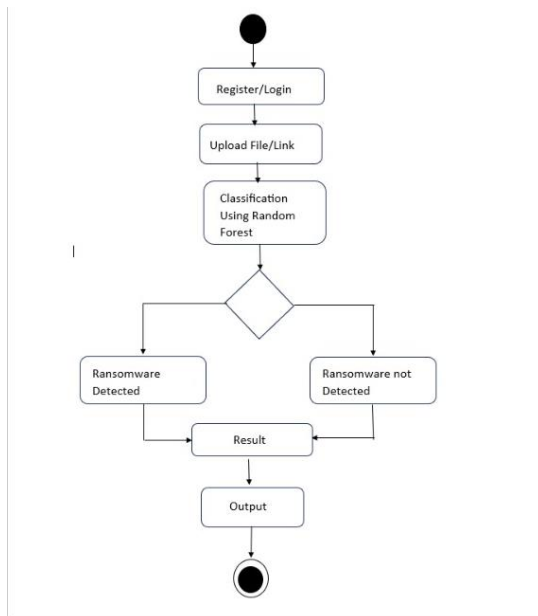 Register/Login
Upload File/Link
Classification
Using Random
Forest
Ransomware
Detected
Ransomware not
Detected
Result
Output